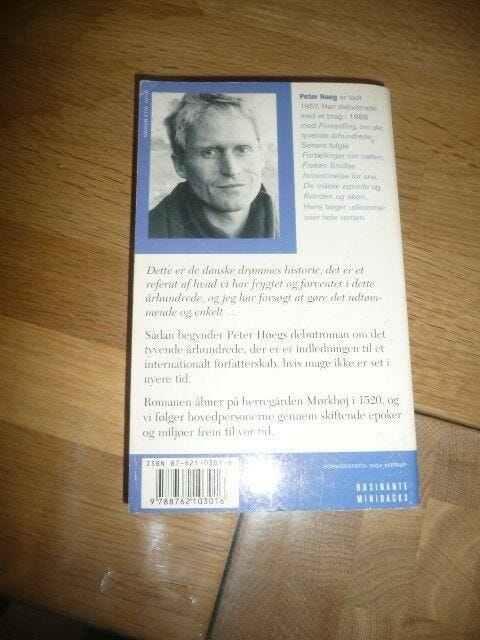 Peter Høeg er født
1957. Han debuterede
med et brag i 1988
med Forestilling om det
tyvende århundrede.
Senere fulgte
Fortællinger om natten,
Frøken Smillas
fornemmelse for sne,
De måske egnede og
Kvinden og aben.
Hans bøger udkommer
over hele verden.
Dette er de danske drømmes historie, det er et
referat af hvad vi har frygtet og forventet i dette
århundrede, og jeg har forsøgt at gøre det udtøm-
mende og enkelt ...
Sådan begynder Peter Høegs debutroman om det
tyvende århundrede, der er er indledningen til et
internationalt forfatterskab, hvis mage ikke er set i
nyere tid.
Romanen åbner på herregården Mørkhøj i 1520, og
vi følger hovedpersonerne gennem skiftende epoker
og miljøer frem til vor tid.
ISBN 87-621-0301-6
9 788762 103016
ROSINANTE
MINIBACKS